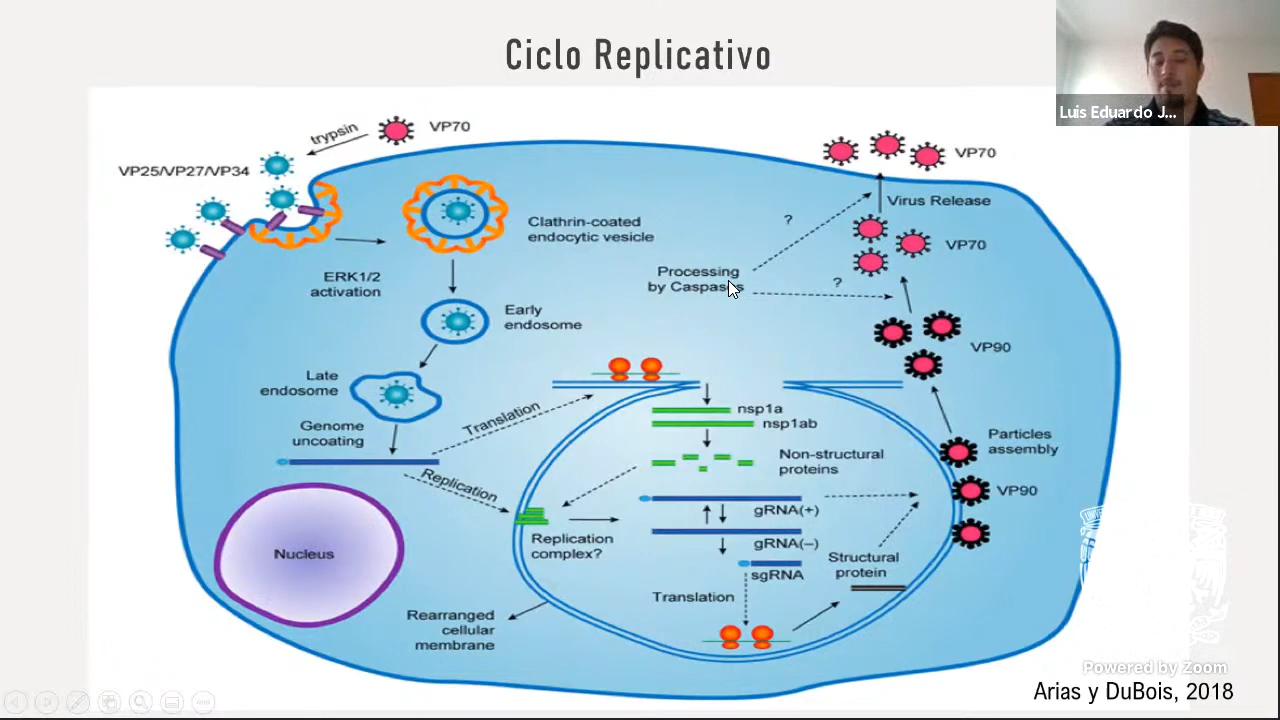 Ciclo Replicativo
Luis Eduardo J...
trypsin
VP70
VP25/VP27/VP34
VP70
Virus Release
Clathrin-coated
endocytic vesicle
?
VP70
Processing
by Caspases
?
ERK1/2
activation
Early
endosome
VP90
Late
endosome
Translation
nsp1a
nsp1ab
Genome
uncoating
Particles
assembly
Non-structural
proteins
Replication
VP90
gRNA(+)
Replication
complex?
gRNA(–)
Nucleus
Structural
protein
sgRNA
Translation
Rearranged
cellular
membrane
Powered by Zoom
Arias y DuBois, 2018